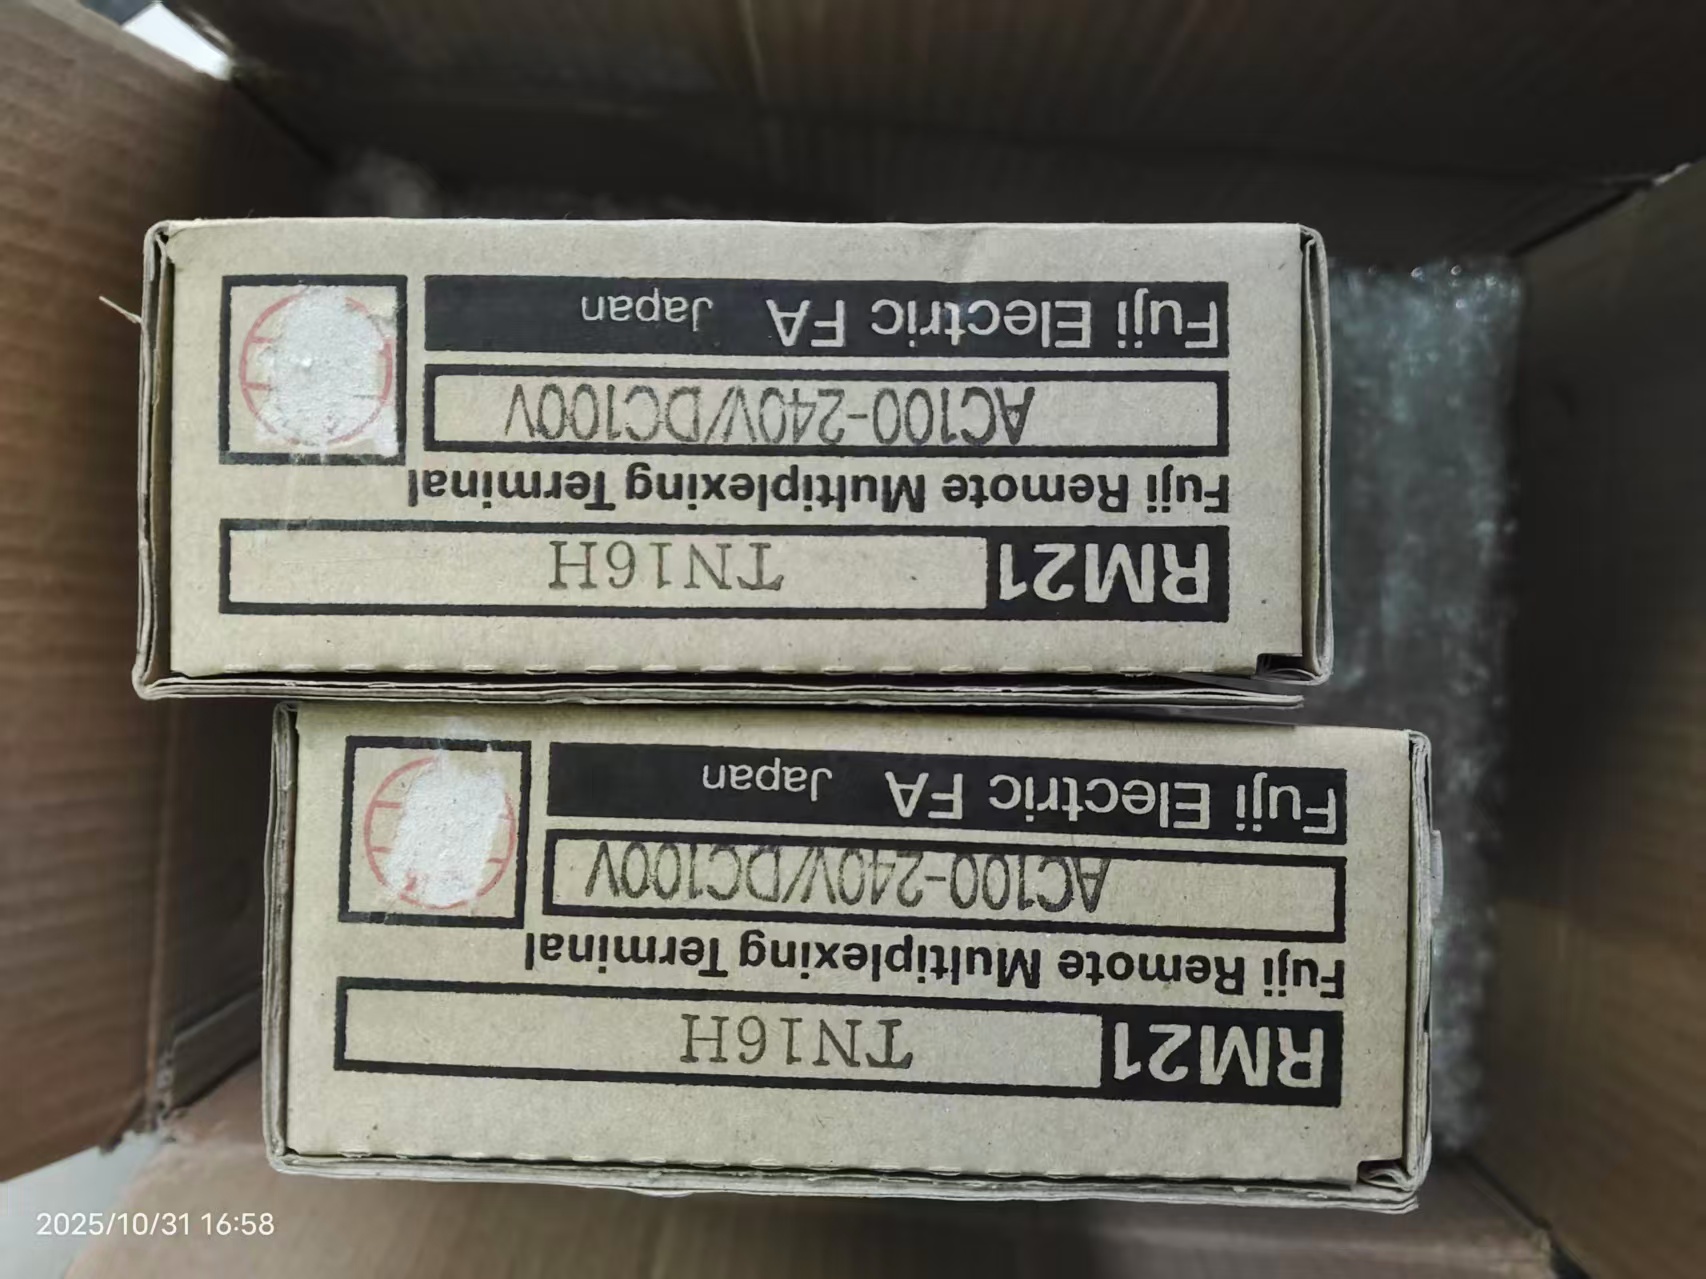 RM21 TN16H
Fuji Remote Multiplexing Terminal
AC100-240V/DC100V
Fuji Electric FA Japan
RM21 TN16H
Fuji Remote Multiplexing Terminal
AC100-240V/DC100V
Fuji Electric FA Japan
2025/10/31 16:58